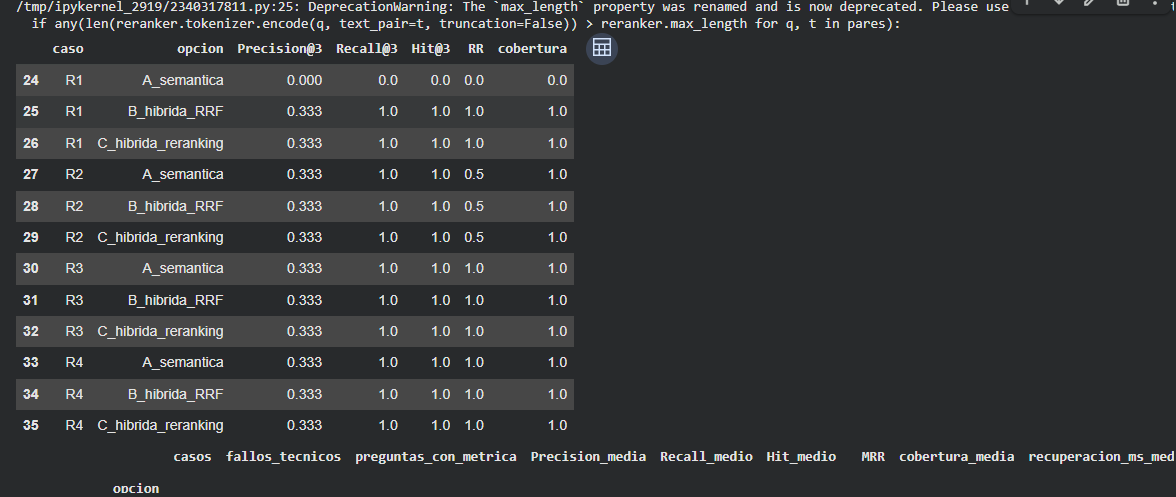 /tmp/ipykernel_2919/2340317811.py:25: DeprecationWarning: The `max_length` property was renamed and is now deprecated. Please use
if any(len(reranker.tokenizer.encode(q, text_pair=t, truncation=False)) > reranker.max_length for q, t in pares):
caso opcion Precision@3 Recall@3 Hit@3 RR cobertura
24 R1 A_semantica 0.000 0.0 0.0 0.0 0.0
25 R1 B_hibrida_RRF 0.333 1.0 1.0 1.0 1.0
26 R1 C_hibrida_reranking 0.333 1.0 1.0 1.0 1.0
27 R2 A_semantica 0.333 1.0 1.0 0.5 1.0
28 R2 B_hibrida_RRF 0.333 1.0 1.0 0.5 1.0
29 R2 C_hibrida_reranking 0.333 1.0 1.0 0.5 1.0
30 R3 A_semantica 0.333 1.0 1.0 1.0 1.0
31 R3 B_hibrida_RRF 0.333 1.0 1.0 1.0 1.0
32 R3 C_hibrida_reranking 0.333 1.0 1.0 1.0 1.0
33 R4 A_semantica 0.333 1.0 1.0 1.0 1.0
34 R4 B_hibrida_RRF 0.333 1.0 1.0 1.0 1.0
35 R4 C_hibrida_reranking 0.333 1.0 1.0 1.0 1.0
casos fallos_tecnicos preguntas_con_metrica Precision_media Recall_medio Hit_medio MRR cobertura_media recuperacion_ms_med
opcion